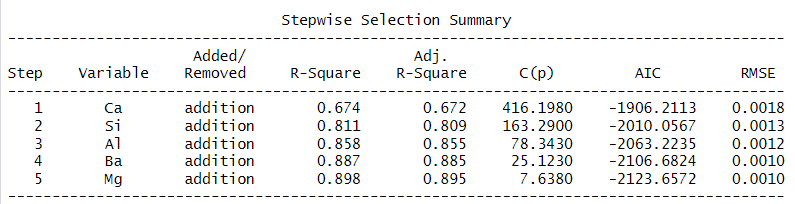 Stepwise Selection Summary
Added/ Adj.
Step Variable Removed R-Square R-Square C(p) AIC RMSE
1 Ca addition 0.674 0.672 416.1980 -1906.2113 0.0018
2 Si addition 0.811 0.809 163.2900 -2010.0567 0.0013
3 Al addition 0.858 0.855 78.3430 -2063.2235 0.0012
4 Ba addition 0.887 0.885 25.1230 -2106.6824 0.0010
5 Mg addition 0.898 0.895 7.6380 -2123.6572 0.0010